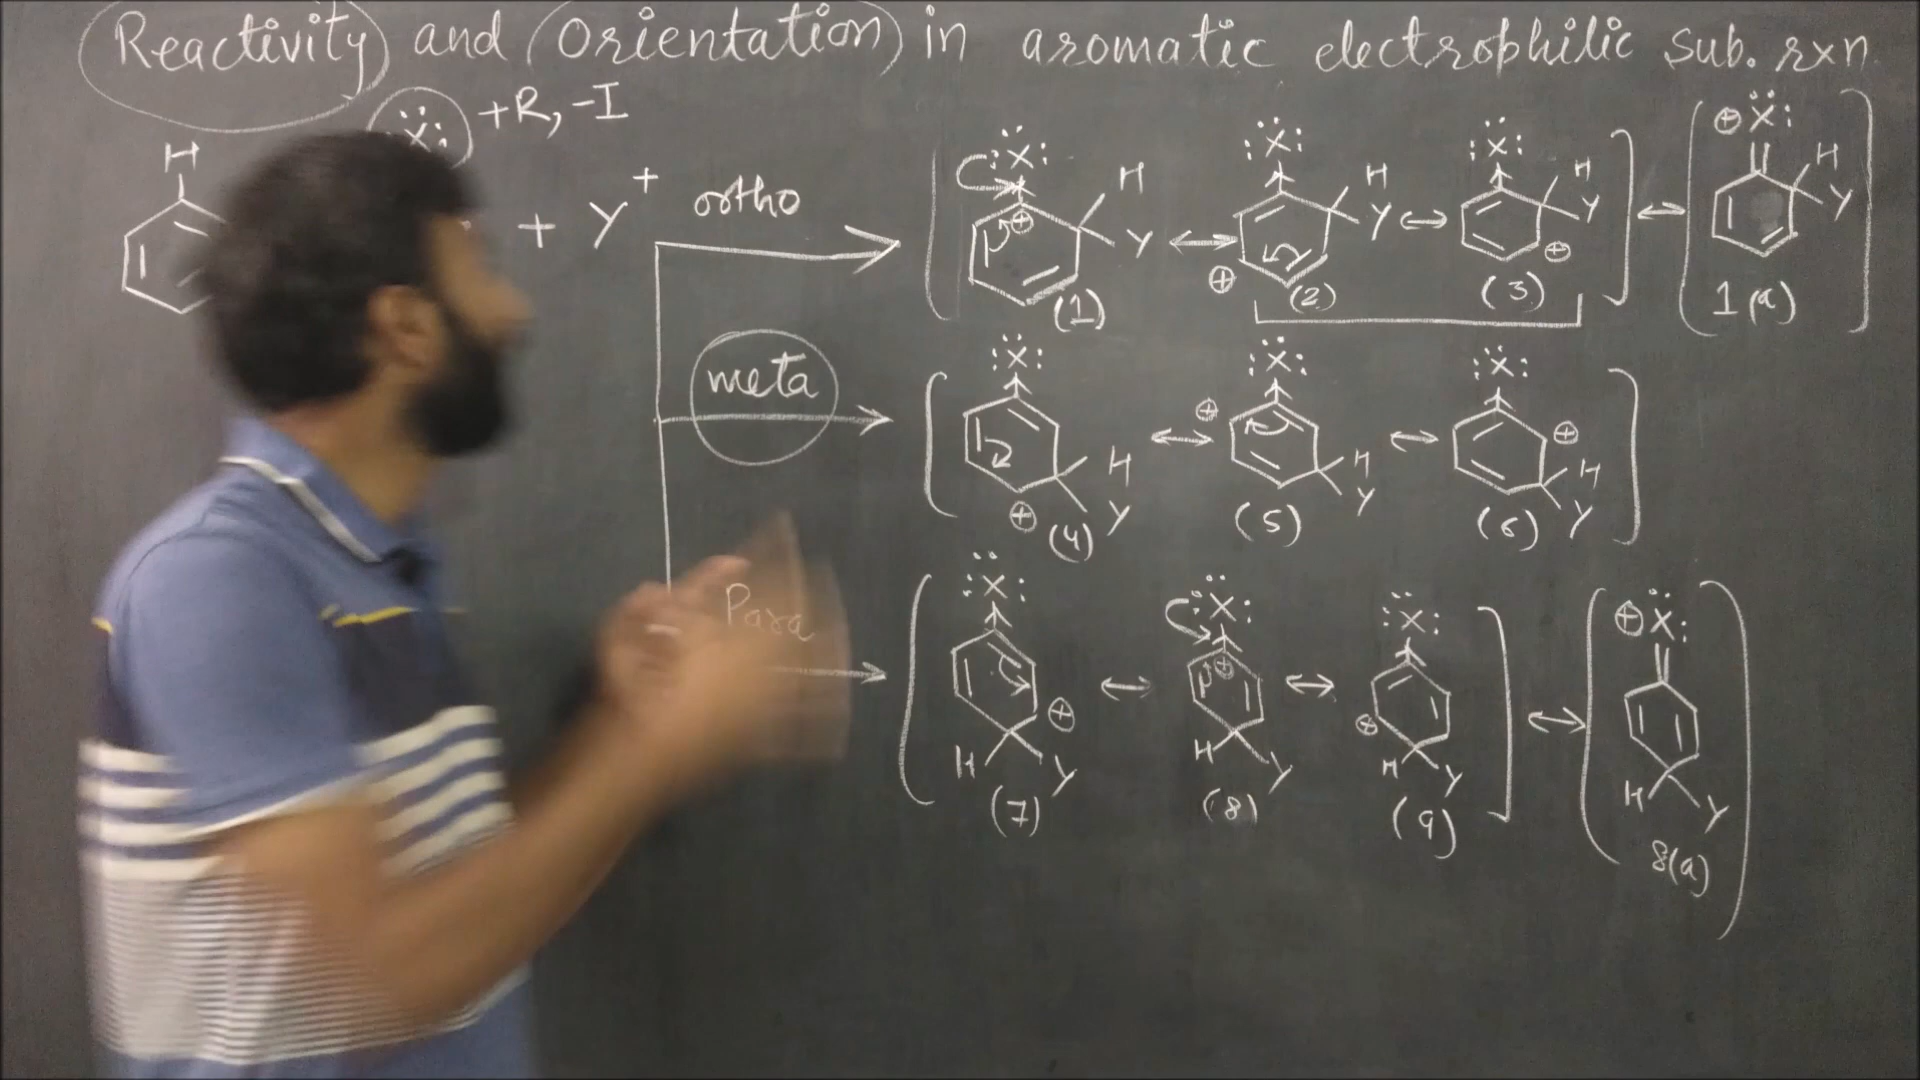 Reactivity and Orientation in aromatic electrophilic sub. rxn
:Ẍ: +R, -I
H
+ Y+
ortho
:Ẍ: H Y ⊕ (1)
:Ẍ: H Y ⊕ (2)
:Ẍ: H Y ⊕ (3)
⊕Ẍ: H Y 1(a)
meta
:Ẍ: H Y ⊕ (4)
:Ẍ: H Y ⊕ (5)
:Ẍ: H Y ⊕ (6)
Para
:Ẍ: H Y ⊕ (7)
:Ẍ: H Y ⊕ (8)
:Ẍ: H Y ⊕ (9)
⊕Ẍ: H Y 8(a)